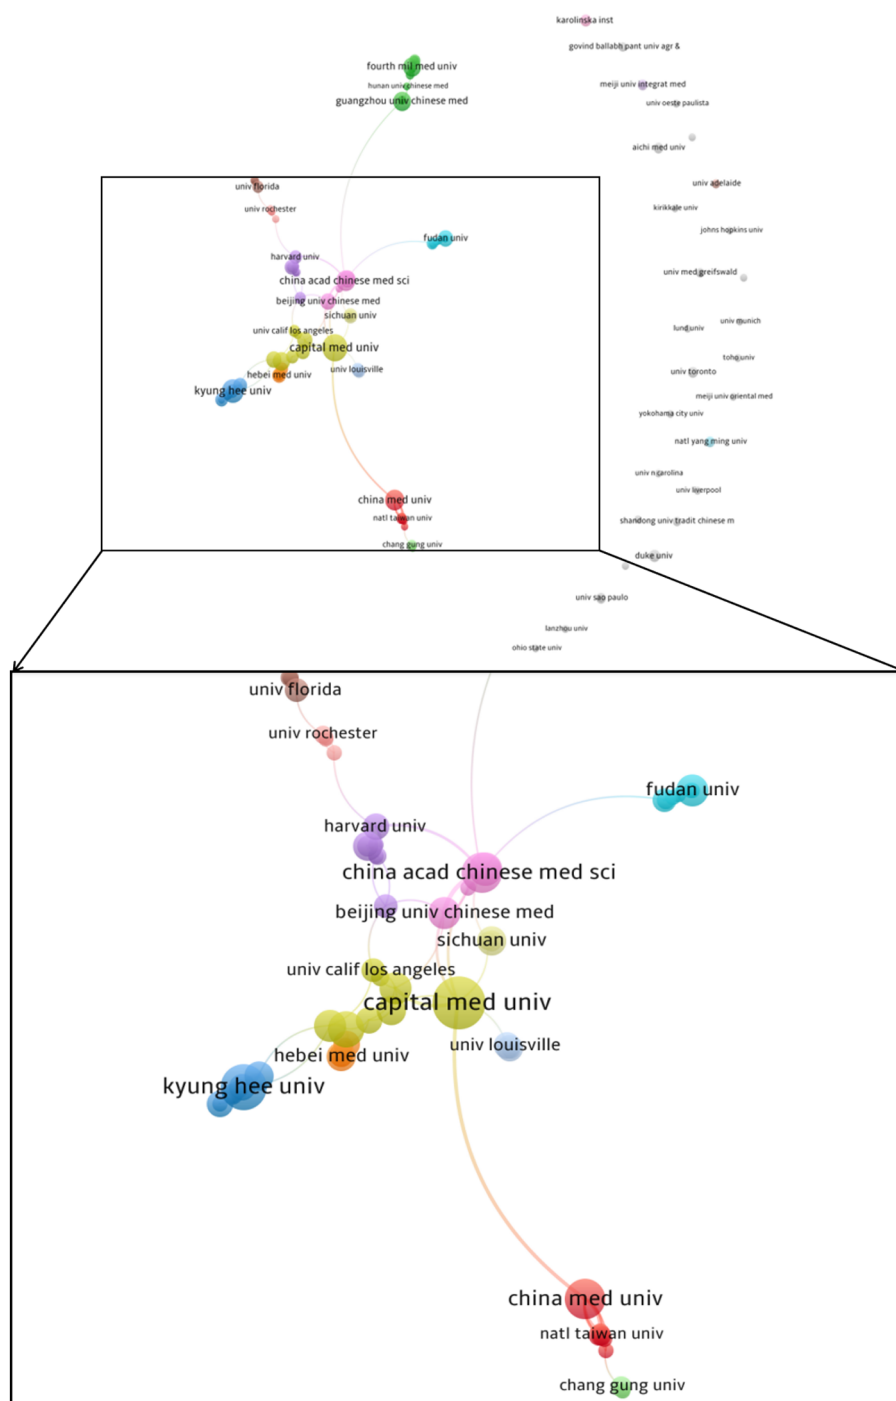 karolinska inst
govind ballabh pant univ agr &
fourth mil med univ
hunan univ chinese med
meiji univ integrat med
guangzhou univ chinese med
univ oeste paulista
aichi med univ
univ florida
univ adelaide
univ rochester
kirikkale univ
johns hopkins univ
fudan univ
harvard univ
univ med greifswald
china acad chinese med sci
beijing univ chinese med
sichuan univ
univ munich
lund univ
univ calif los angeles
capital med univ
toho univ
univ louisville
univ toronto
hebei med univ
kyung hee univ
meiji univ oriental med
yokohama city univ
natl yang ming univ
univ n carolina
univ liverpool
china med univ
natl taiwan univ
shandong univ tradit chinese m
chang gung univ
duke univ
univ sao paulo
lanzhou univ
ohio state univ
univ florida
univ rochester
fudan univ
harvard univ
china acad chinese med sci
beijing univ chinese med
sichuan univ
univ calif los angeles
capital med univ
univ louisville
hebei med univ
kyung hee univ
china med univ
natl taiwan univ
chang gung univ